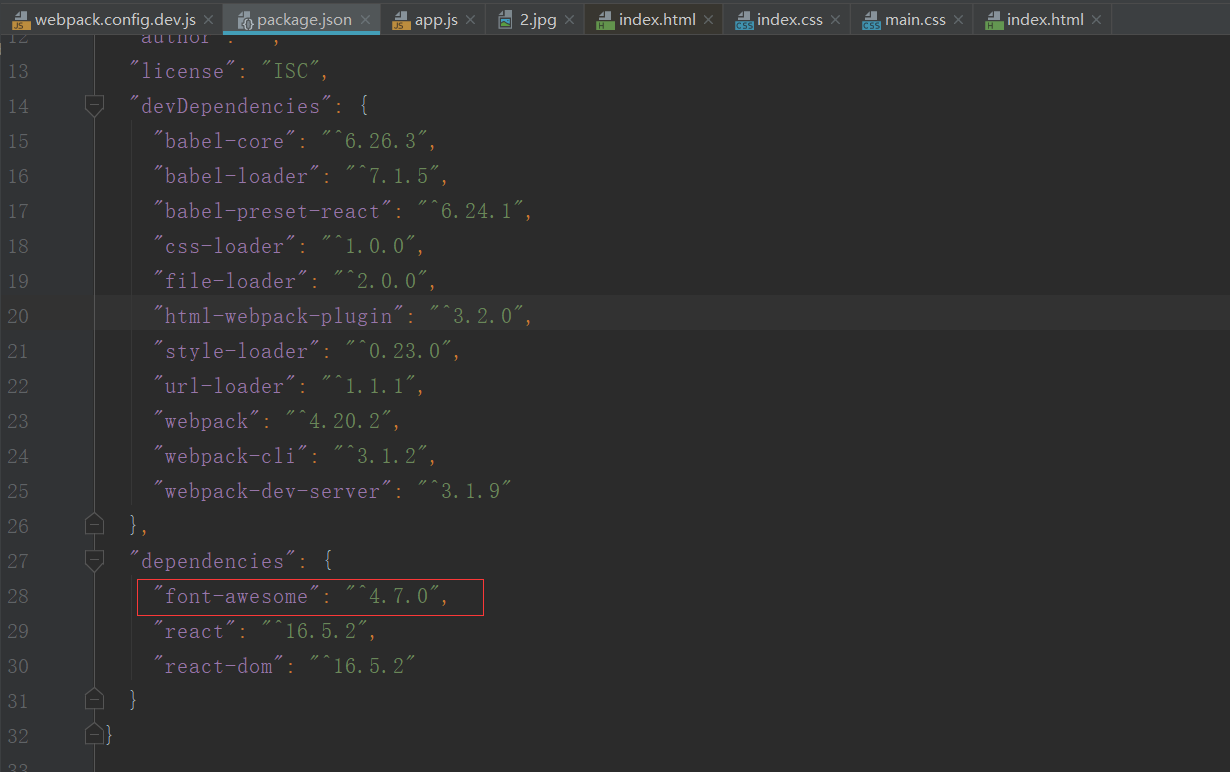 webpack.config.dev.js package.json app.js 2.jpg index.html index.css main.css index.html
12 "author": "",
13 "license": "ISC",
14 "devDependencies": {
15 "babel-core": "^6.26.3",
16 "babel-loader": "^7.1.5",
17 "babel-preset-react": "^6.24.1",
18 "css-loader": "^1.0.0",
19 "file-loader": "^2.0.0",
20 "html-webpack-plugin": "^3.2.0",
21 "style-loader": "^0.23.0",
22 "url-loader": "^1.1.1",
23 "webpack": "^4.20.2",
24 "webpack-cli": "^3.1.2",
25 "webpack-dev-server": "^3.1.9"
26 },
27 "dependencies": {
28 "font-awesome": "^4.7.0",
29 "react": "^16.5.2",
30 "react-dom": "^16.5.2"
31 }
32 }
33